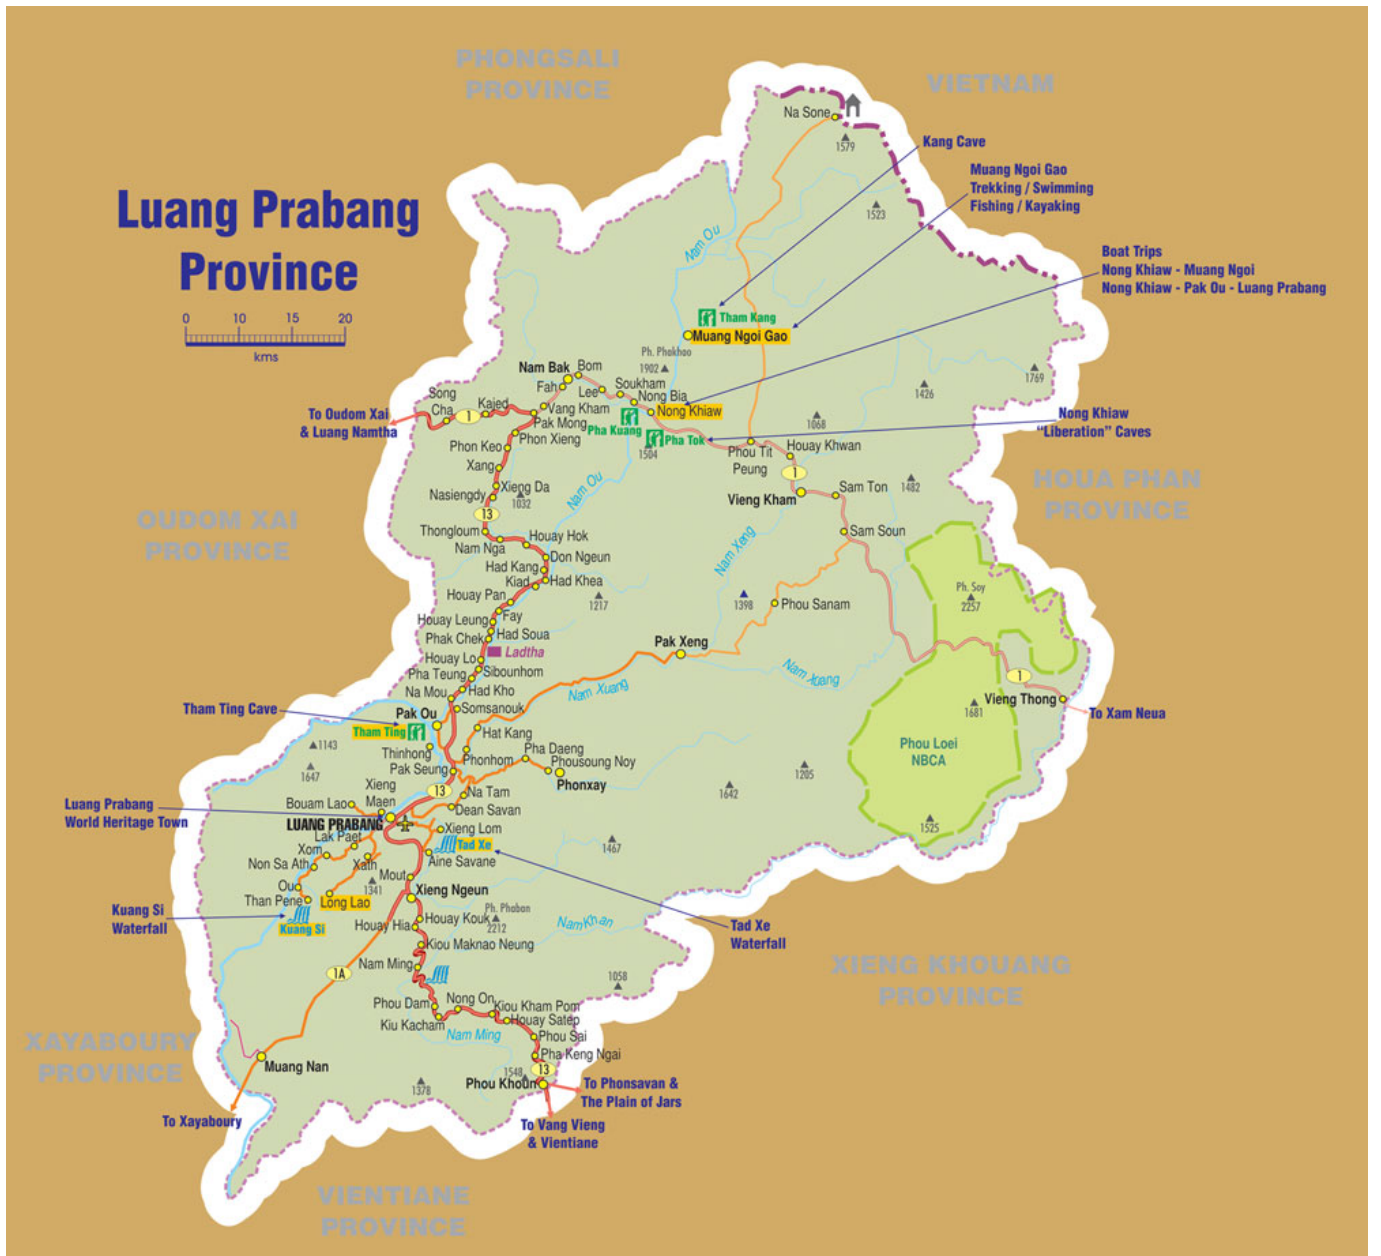 PHONGSALI
PROVINCE
VIETNAM
Luang Prabang
Province
0 10 15 20
kms
Na Sone
1579
Kang Cave
Muang Ngoi Gao
Trekking / Swimming
Fishing / Kayaking
1523
Nam Ou
Boat Trips
Nong Khiaw - Muang Ngoi
Nong Khiaw - Pak Ou - Luang Prabang
Tham Kang
Muang Ngoi Gao
Ph. Phakhao
1902
1769
1426
Nam Bak
Bom
Fah
Lee
Soukham
Nong Bia
Nong Khiaw
Song
Cha
1
Kajed
Vang Kham
Pak Mong
To Oudom Xai
& Luang Namtha
Nong Khiaw
"Liberation" Caves
1068
Pha Kuang
Pha Tok
1504
Phon Xieng
Phon Keo
Phou Tit
Peung
Houay Khwan
1
Xang
Xieng Da
Nasiengdy
1032
Nam Ou
Vieng Kham
Sam Ton
1482
HOUA PHAN
PROVINCE
OUDOM XAI
PROVINCE
13
Thongloum
Nam Nga
Houay Hok
Sam Soun
Nam Xeng
Don Ngeun
Had Kang
Kiad
Had Khea
Houay Pan
1217
1398
Phou Sanam
Ph. Soy
2257
Fay
Houay Leung
Had Soua
Phak Chek
Ladtha
Pak Xeng
Houay Lo
Pha Teung
Sibounhom
Nam Xuang
Nam Xoang
1
Na Mou
Had Kho
Somsanouk
Vieng Thong
To Xam Neua
1681
Tham Ting Cave
Pak Ou
Tham Ting
Hat Kang
Phou Loei
NBCA
1143
Thinhong
Phonhom
Pha Daeng
Phousoung Noy
Phonxay
Pak Seung
1647
1205
1642
Xieng
Maen
13
Na Tam
Dean Savan
Luang Prabang
World Heritage Town
Bouam Lao
LUANG PRABANG
Xieng Lom
1525
Lak Paet
Tad Xe
1467
Xom
Xath
Aine Savane
Non Sa Ath
Mout
1341
Ou
Than Pene
Long Lao
Xieng Ngeun
Kuang Si
Waterfall
Kuang Si
Houay Kouk
Ph. Phaban
2212
Nam Khan
Tad Xe
Waterfall
Houay Hia
Kiou Maknao Neung
1A
Nam Ming
1058
XIENG KHOUANG
PROVINCE
Phou Dam
Nong On
Kiou Kham Pom
Kiu Kacham
Houay Satep
Nam Ming
Phou Sai
XAYABOURY
PROVINCE
Pha Keng Ngai
Muang Nan
1548
13
1378
Phou Khoun
To Phonsavan &
The Plain of Jars
To Xayaboury
To Vang Vieng
& Vientiane
VIENTIANE
PROVINCE